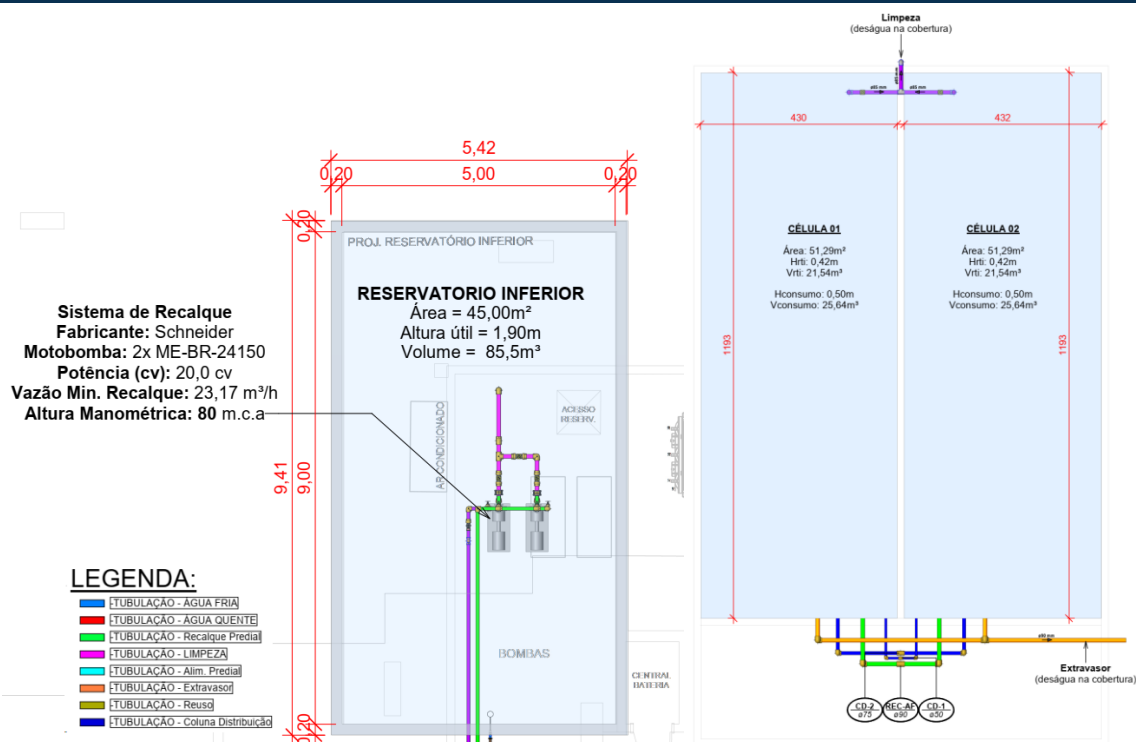 Limpeza
(deságua na cobertura)
430
432
1193
1193
CÉLULA 01
Área: 51,29m²
Hrti: 0,42m
Vrti: 21,54m³
Hconsumo: 0,50m
Vconsumo: 25,64m³
CÉLULA 02
Área: 51,29m²
Hrti: 0,42m
Vrti: 21,54m³
Hconsumo: 0,50m
Vconsumo: 25,64m³
5,42
0,20
5,00
0,20
0,20
PROJ. RESERVATÓRIO INFERIOR
RESERVATORIO INFERIOR
Área = 45,00m²
Altura útil = 1,90m
Volume = 85,5m³
Sistema de Recalque
Fabricante: Schneider
Motobomba: 2x ME-BR-24150
Potência (cv): 20,0 cv
Vazão Min. Recalque: 23,17 m³/h
Altura Manométrica: 80 m.c.a
AR-CONDICIONADO
ACESSO
RESERV.
9,41
9,00
LEGENDA:
-TUBULAÇÃO - ÁGUA FRIA
-TUBULAÇÃO - ÁGUA QUENTE
-TUBULAÇÃO - Recalque Predial
-TUBULAÇÃO - LIMPEZA
-TUBULAÇÃO - Alim. Predial
-TUBULAÇÃO - Extravasor
-TUBULAÇÃO - Reuso
-TUBULAÇÃO - Coluna Distribuição
BOMBAS
CENTRAL
BATERIA
0,20
Extravasor
(deságua na cobertura)
CD-2
ø75
REC-AF
ø90
CD-1
ø50